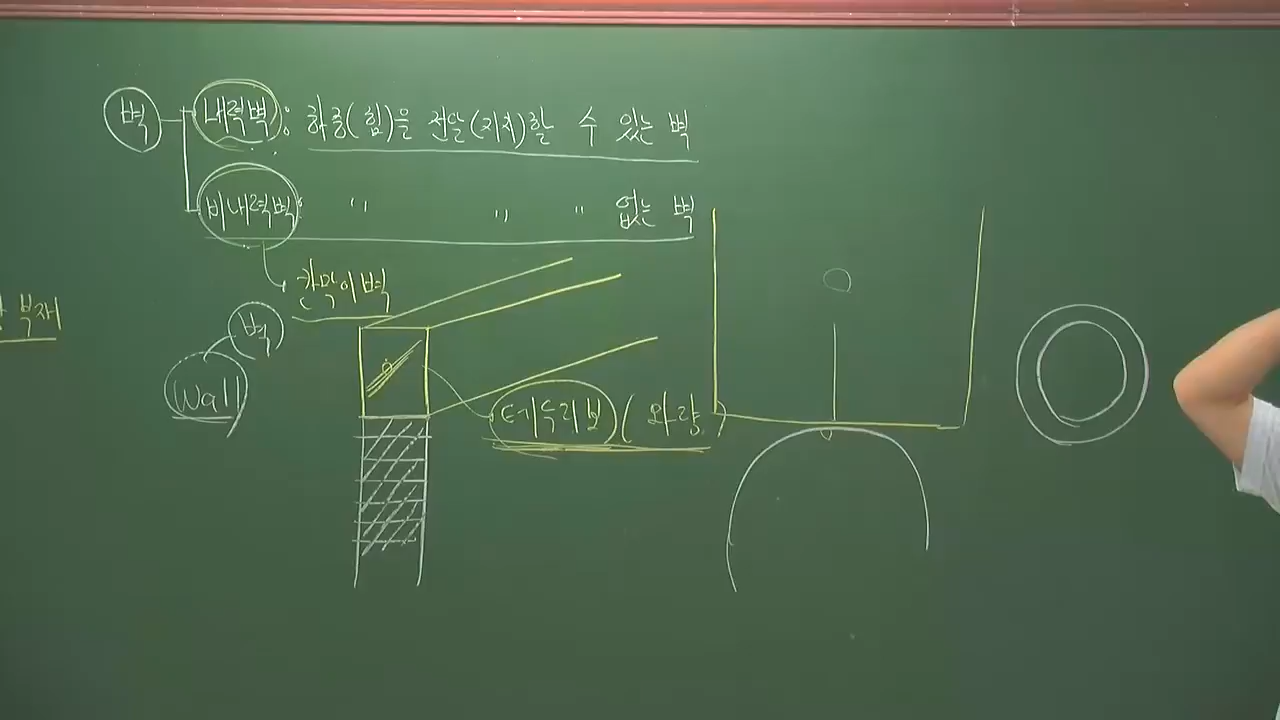 벽 내력벽 : 하중(힘)을 전달(지지)할 수 있는 벽
비내력벽 : " " " 없는 벽
칸막이벽
부재
벽
Wall
테두리보 (와량)